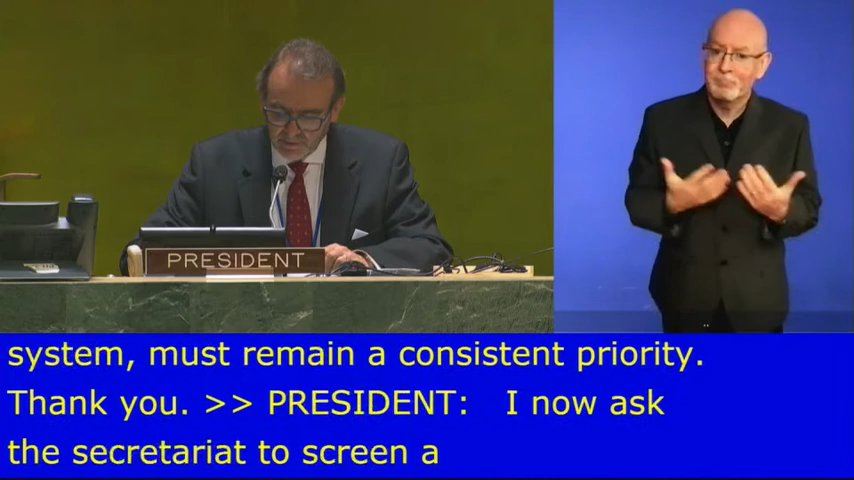 PRESIDENT
system, must remain a consistent priority.
Thank you. >> PRESIDENT:   I now ask
the secretariat to screen a